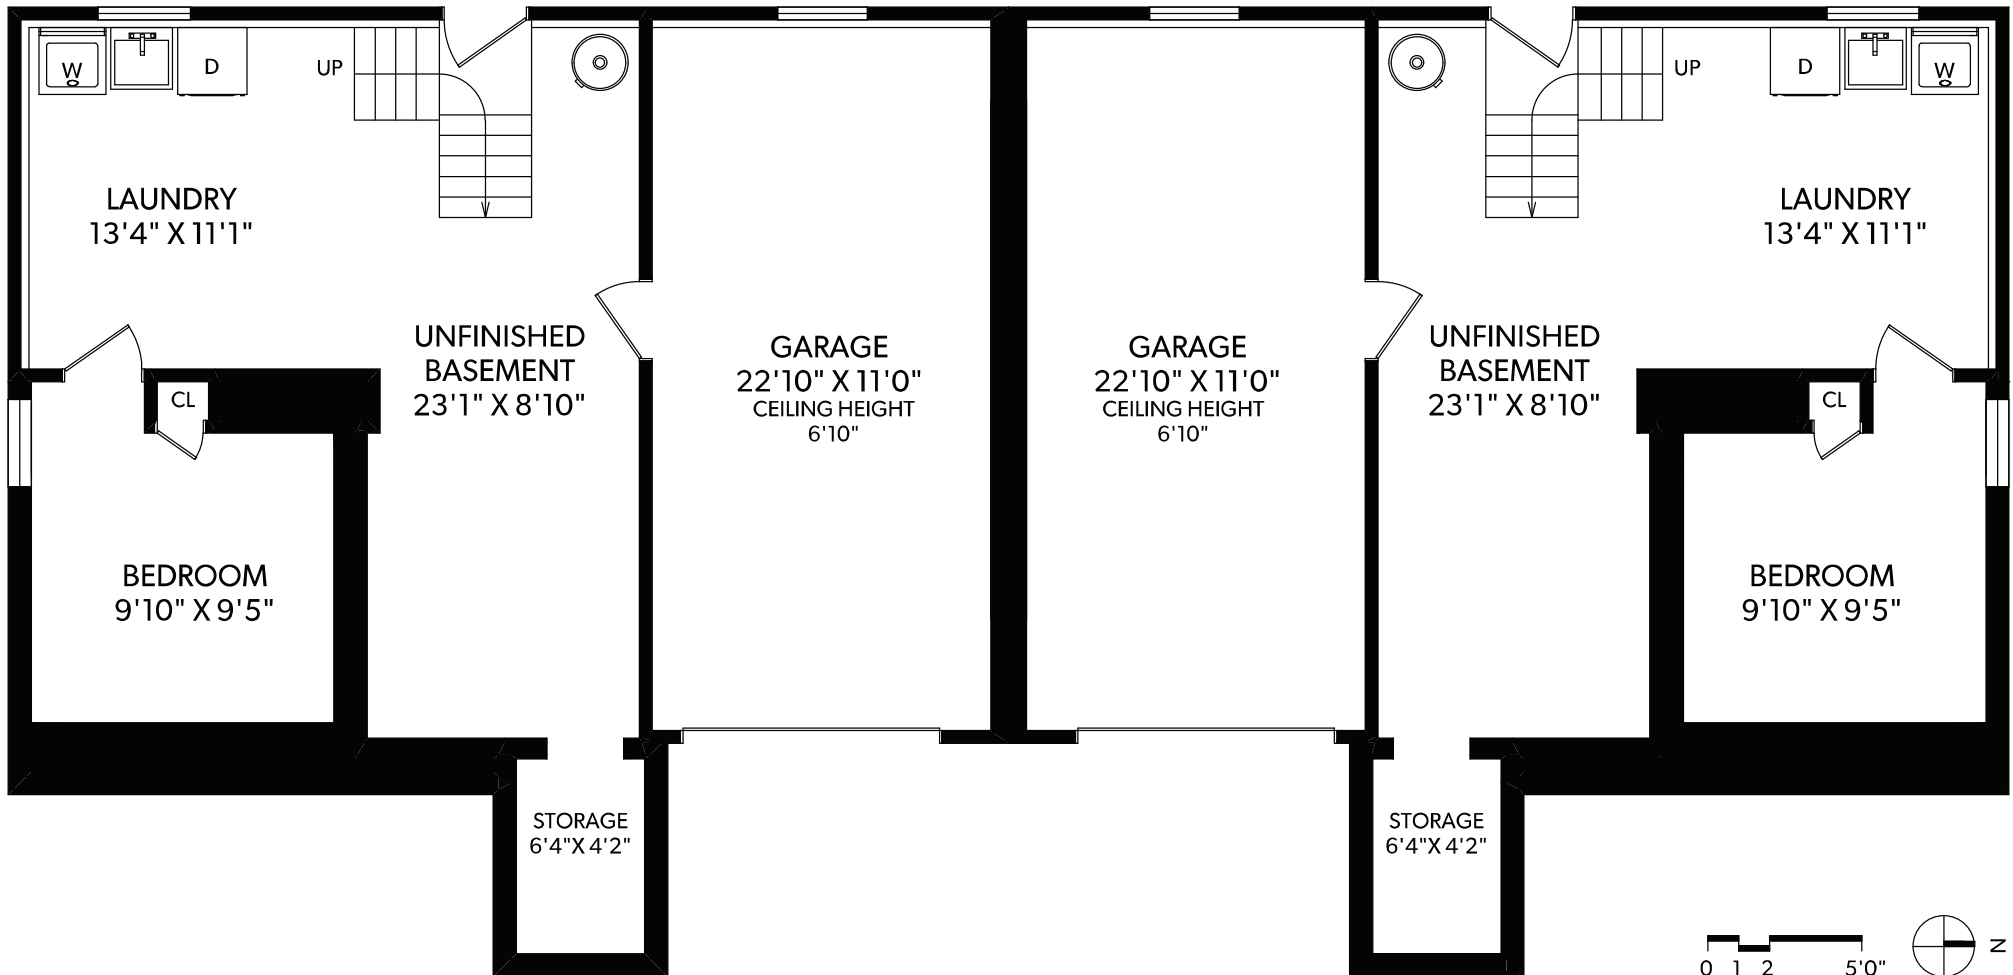 W
D
UP
UP
D
W
LAUNDRY
13'4" X 11'1"
LAUNDRY
13'4" X 11'1"
UNFINISHED
BASEMENT
23'1" X 8'10"
GARAGE
22'10" X 11'0"
CEILING HEIGHT
6'10"
GARAGE
22'10" X 11'0"
CEILING HEIGHT
6'10"
UNFINISHED
BASEMENT
23'1" X 8'10"
CL
CL
BEDROOM
9'10" X 9'5"
BEDROOM
9'10" X 9'5"
STORAGE
6'4"X 4'2"
STORAGE
6'4"X 4'2"
0 1 2 5'0"
N